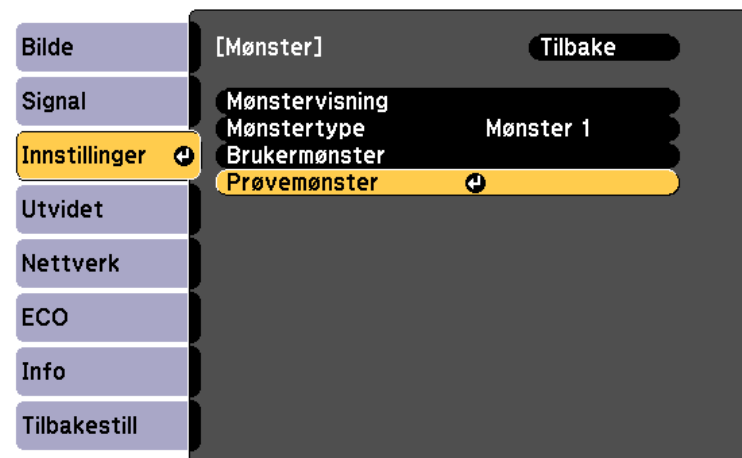 Bilde
Signal
Innstillinger
Utvidet
Nettverk
ECO
Info
Tilbakestill
[Mønster] Tilbake
Mønstervisning
Mønstertype Mønster 1
Brukermønster
Prøvemønster